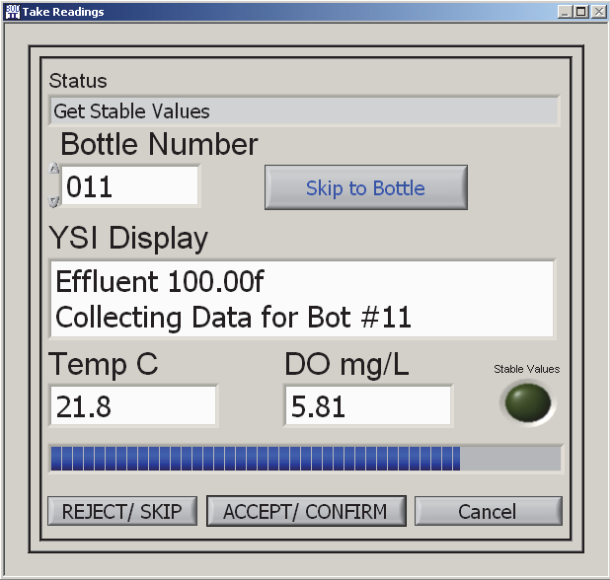 Take Readings
Status
Get Stable Values
Bottle Number
011
Skip to Bottle
YSI Display
Effluent 100.00f
Collecting Data for Bot #11
Temp C
DO mg/L
Stable Values
21.8
5.81
REJECT/ SKIP
ACCEPT/ CONFIRM
Cancel